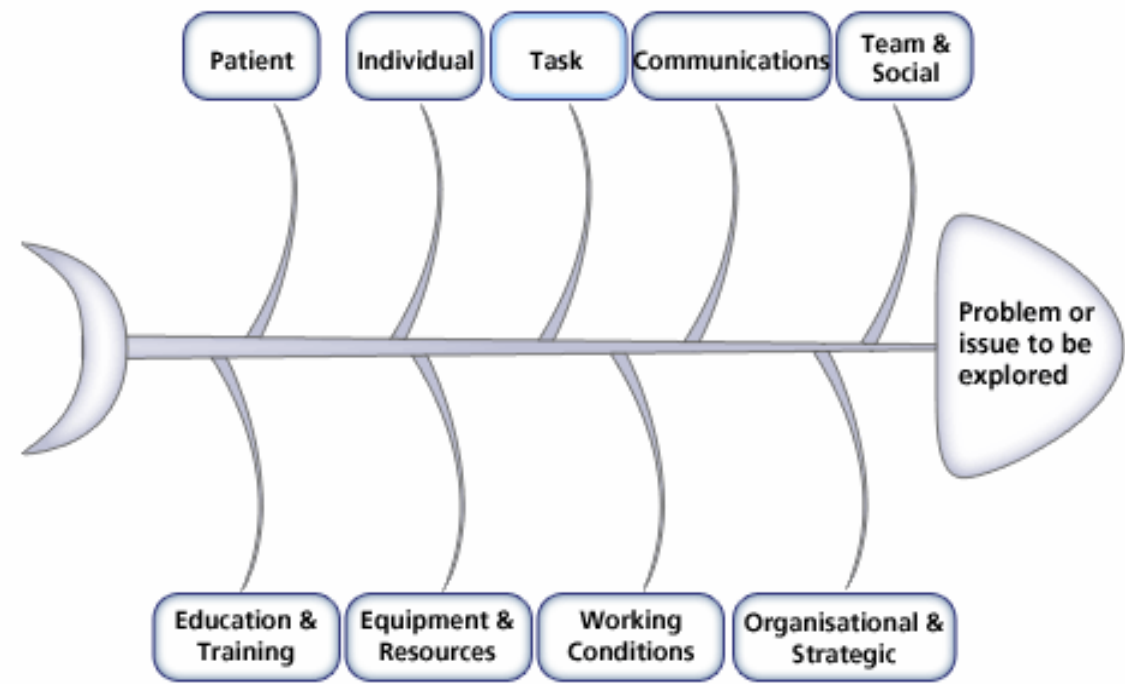 Patient
Individual
Task
Communications
Team &
Social
Problem or
issue to be
explored
Education &
Training
Equipment &
Resources
Working
Conditions
Organisational &
Strategic